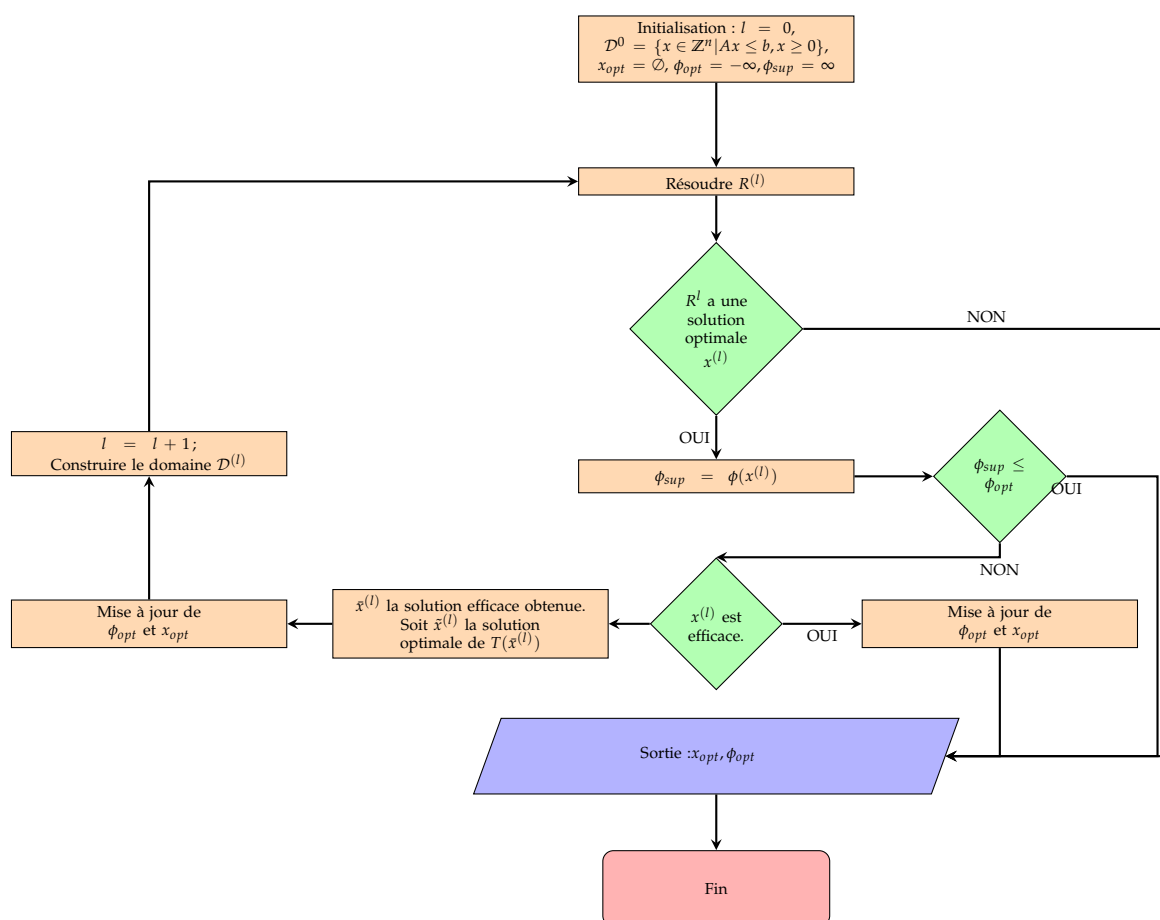 Initialisation : l = 0,
𝒟⁰ = {x ∈ ℤⁿ|Ax ≤ b, x ≥ 0},
x_opt = ∅, ϕ_opt = −∞,ϕ_sup = ∞
Résoudre R^(l)
R^l a une
solution
optimale
x^(l)
NON
OUI
l = l + 1;
Construire le domaine 𝒟^(l)
ϕ_sup = ϕ(x^(l))
ϕ_sup ≤
ϕ_opt
OUI
NON
Mise à jour de
ϕ_opt et x_opt
x̄^(l) la solution efficace obtenue.
Soit x̃^(l) la solution
optimale de T(x̄^(l))
x^(l) est
efficace.
OUI
Mise à jour de
ϕ_opt et x_opt
Sortie :x_opt, ϕ_opt
Fin